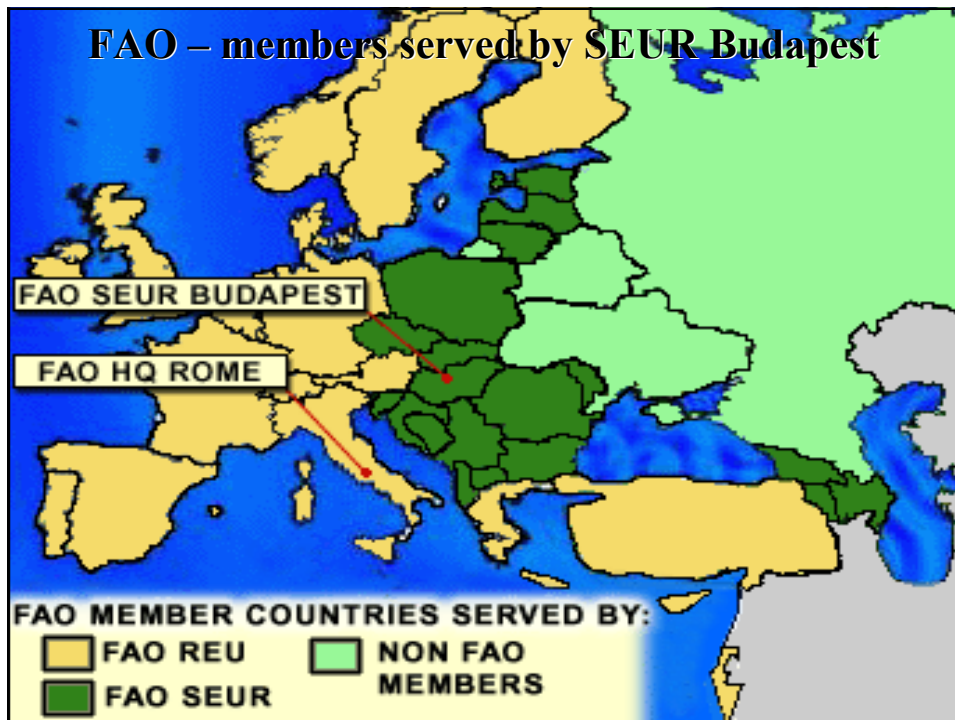 FAO – members served by SEUR Budapest
FAO SEUR BUDAPEST
FAO HQ ROME
FAO MEMBER COUNTRIES SERVED BY:
FAO REU
FAO SEUR
NON FAO
MEMBERS